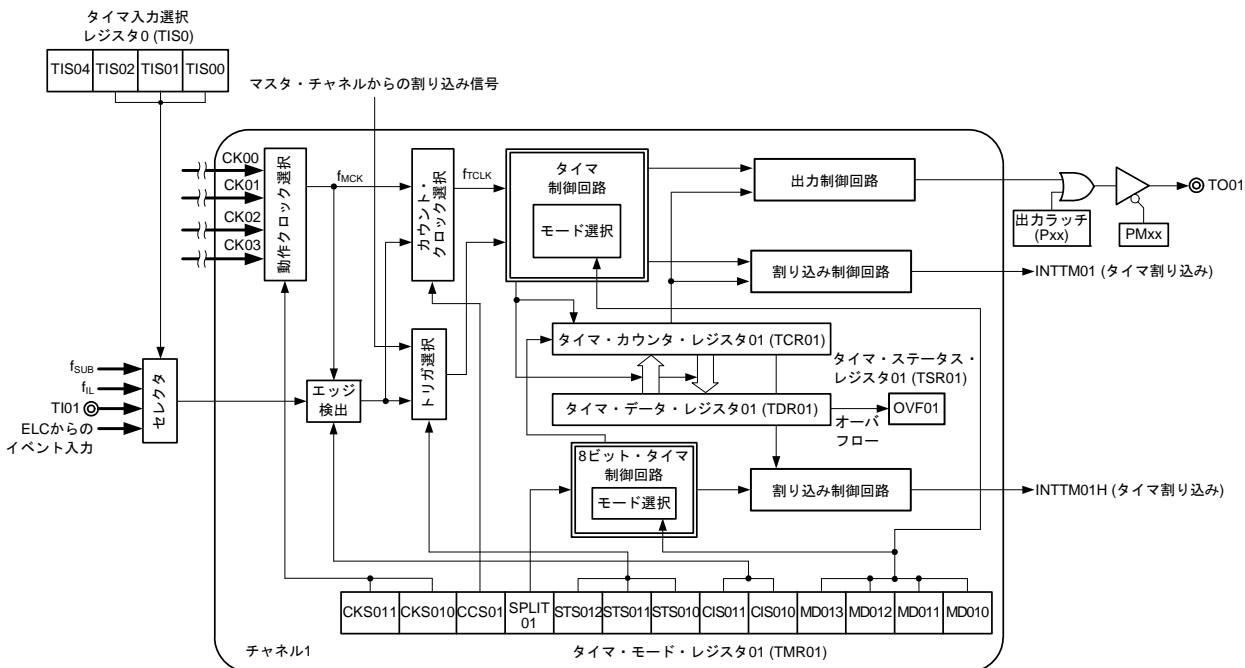 タイマ入力選択
レジスタ0 (TIS0)
TIS04 TIS02 TIS01 TIS00
マスタ・チャネルからの割り込み信号
CK00
CK01
CK02
CK03
動作クロック選択
fMCK
カウント・
クロック選択
fTCLK
タイマ
制御回路
モード選択
出力制御回路
出力ラッチ
(Pxx)
PMxx
TO01
割り込み制御回路
INTTM01 (タイマ割り込み)
fSUB
fIL
TI01
ELCからの
イベント入力
セレクタ
エッジ
検出
トリガ選択
タイマ・カウンタ・レジスタ01 (TCR01)
タイマ・ステータス・
レジスタ01 (TSR01)
タイマ・データ・レジスタ01 (TDR01)
オーバ
フロー
OVF01
8ビット・タイマ
制御回路
モード選択
割り込み制御回路
INTTM01H (タイマ割り込み)
CKS011 CKS010 CCS01 SPLIT
01 STS012 STS011 STS010 CIS011 CIS010 MD013 MD012 MD011 MD010
チャネル1
タイマ・モード・レジスタ01 (TMR01)